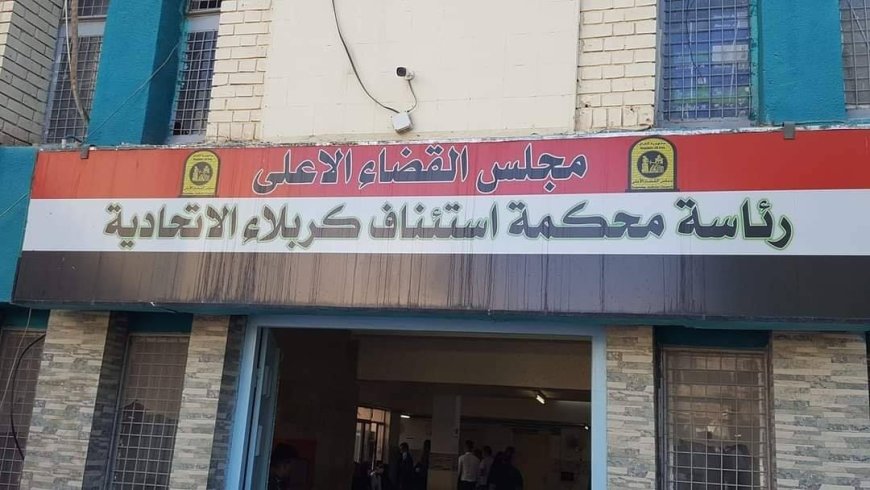 مجلس القضاء الاعلى
رئاسة محكمة استئناف كربلاء الاتحادية